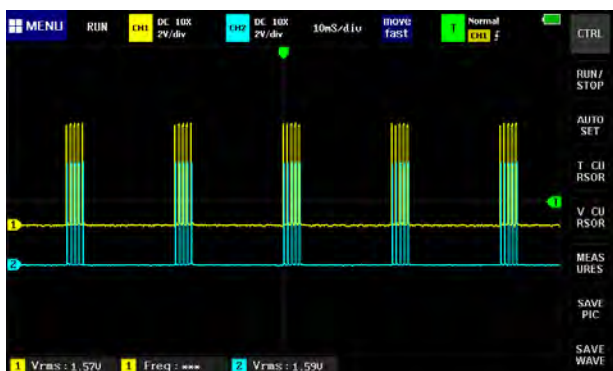 MENU RUN CH1 DC 10X 2V/div CH2 DC 10X 2V/div 10mS/div move fast T Normal CH1
CTRL
RUN/
STOP
AUTO
SET
T CU
RSOR
T
V CU
RSOR
1
2
MEAS
URES
SAVE
PIC
SAVE
WAVE
1 Vrms:1.57V 1 Freq:*** 2 Vrms:1.59V